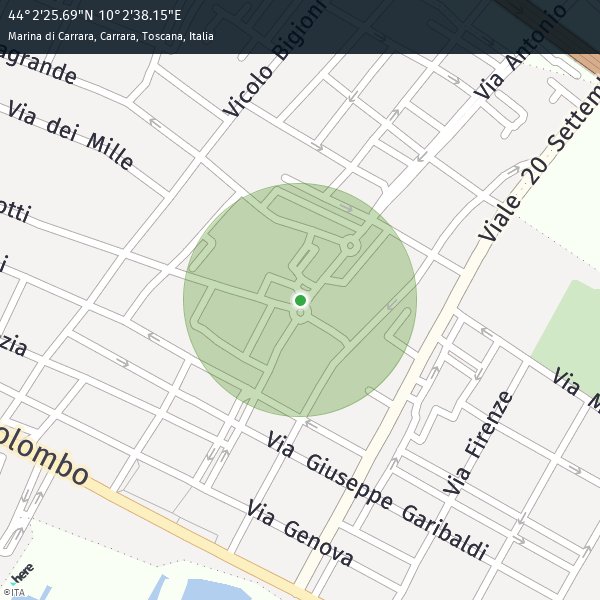 44°2'25.69"N 10°2'38.15"E
Marina di Carrara, Carrara, Toscana, Italia
agrande
Vicolo Bigioni
Via Antonio
Via dei Mille
Viale 20 Settemb
otti
i
zia
Via M
Via Firenze
olombo
Via Giuseppe Garibaldi
Via Genova
here
©ITA